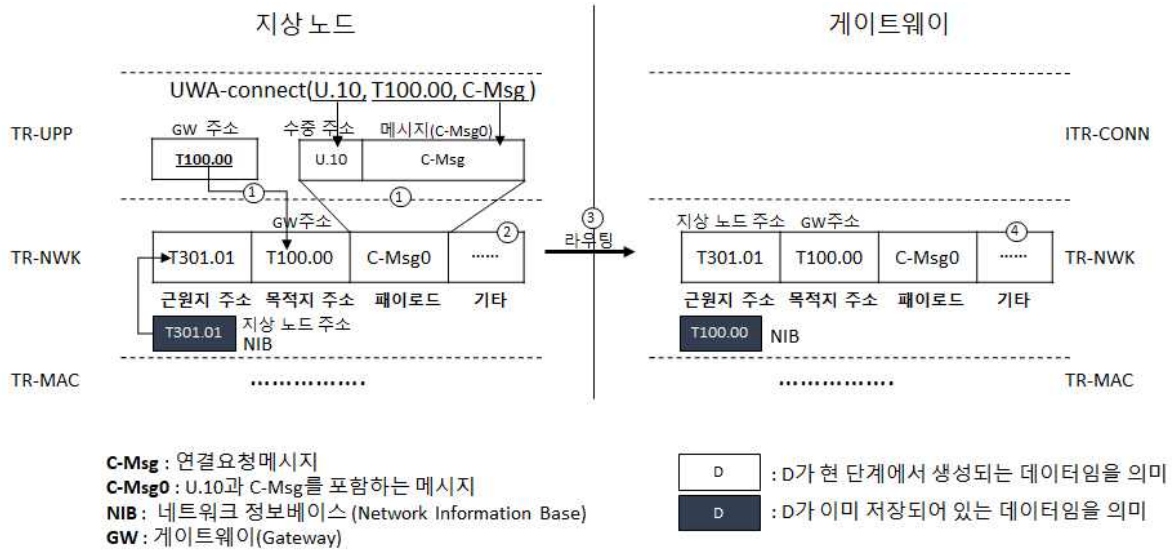 지상 노드
게이트웨이
UWA-connect(U.10, T100.00, C-Msg)
TR-UPP
ITR-CONN
GW 주소
수중 주소
메시지(C-Msg0)
T100.00
U.10
C-Msg
①
①
GW주소
②
③
라우팅
지상 노드 주소
GW주소
④
TR-NWK
T301.01
T100.00
C-Msg0
……
T301.01
T100.00
C-Msg0
……
TR-NWK
근원지 주소
목적지 주소
패이로드
기타
근원지 주소
목적지 주소
패이로드
기타
T301.01
지상 노드 주소
NIB
T100.00
NIB
TR-MAC
…………….
…………….
TR-MAC
C-Msg : 연결요청메시지
C-Msg0 : U.10과 C-Msg를 포함하는 메시지
NIB : 네트워크 정보베이스 (Network Information Base)
GW : 게이트웨이(Gateway)
D : D가 현 단계에서 생성되는 데이터임을 의미
D : D가 이미 저장되어 있는 데이터임을 의미